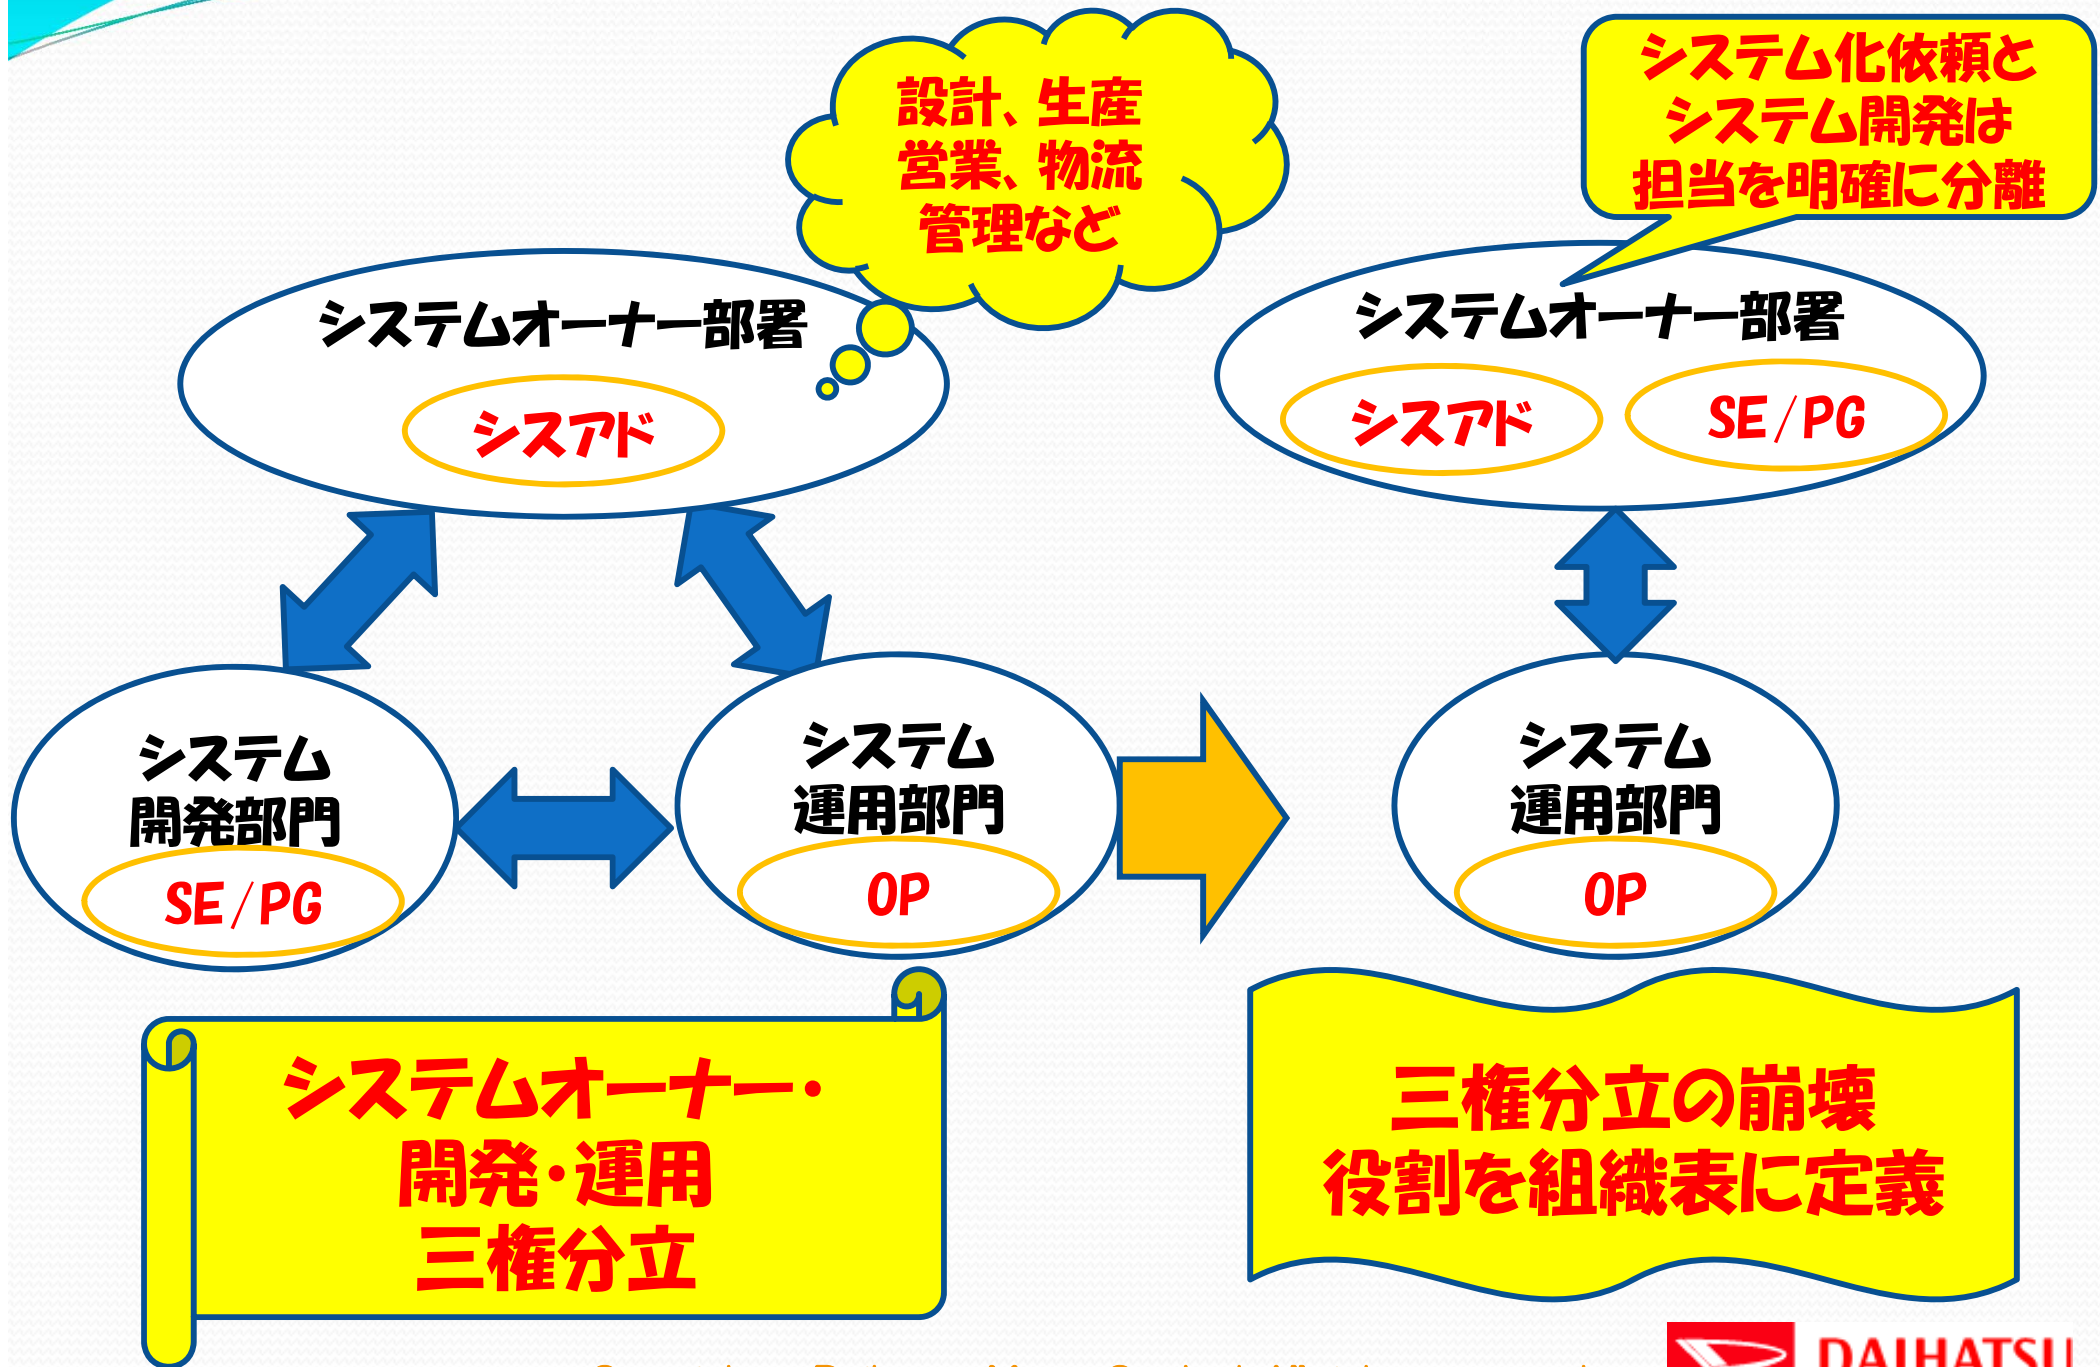 設計、生産
営業、物流
管理など
システム化依頼と
システム開発は
担当を明確に分離
システムオーナー部署
シスアド
システムオーナー部署
シスアド
SE/PG
システム
開発部門
SE/PG
システム
運用部門
OP
システム
運用部門
OP
システムオーナー・
開発・運用
三権分立
三権分立の崩壊
役割を組織表に定義
DAIHATSU